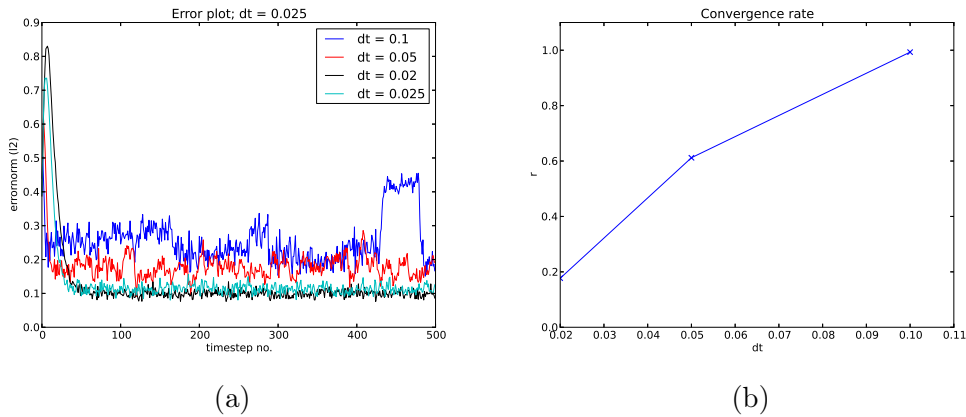 Error plot; dt = 0.025
0.9
0.8
0.7
0.6
0.5
0.4
0.3
0.2
0.1
0.0
errornorm (l2)
0 100 200 300 400 500
timestep no.
dt = 0.1
dt = 0.05
dt = 0.02
dt = 0.025
(a)
Convergence rate
1.0
0.8
0.6
0.4
0.2
0.0
r
0.02 0.03 0.04 0.05 0.06 0.07 0.08 0.09 0.10 0.11
dt
(b)